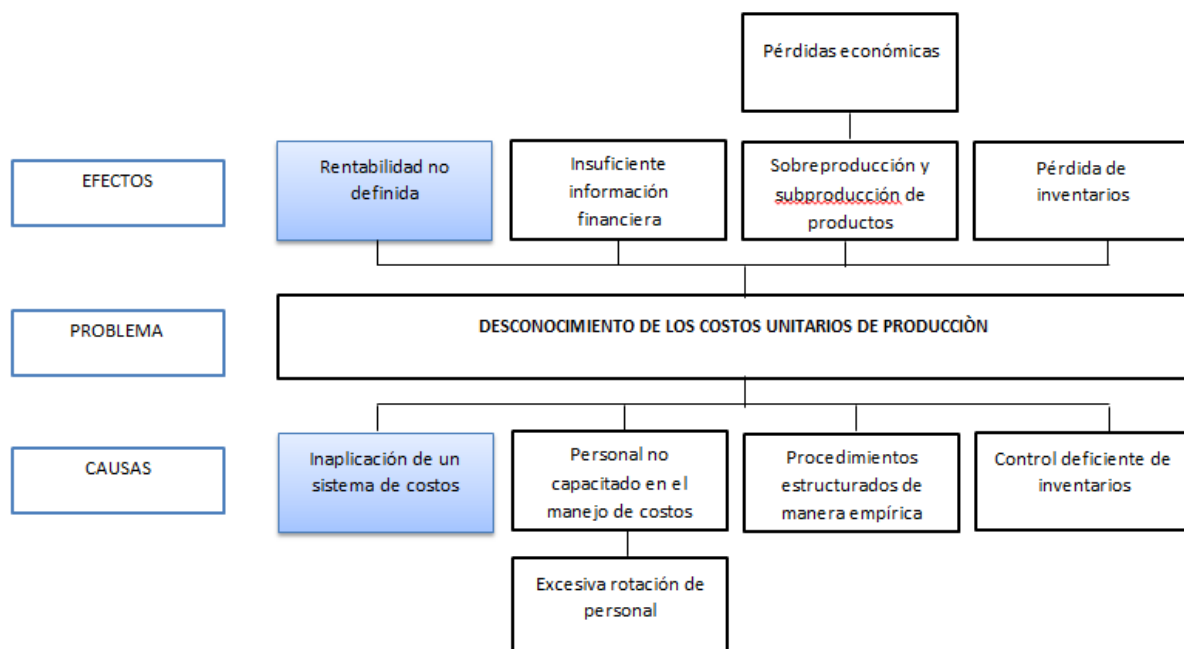 Pérdidas económicas
EFECTOS
Rentabilidad no
definida
Insuficiente
información
financiera
Sobreproducción y
subproducción de
productos
Pérdida de
inventarios
PROBLEMA
DESCONOCIMIENTO DE LOS COSTOS UNITARIOS DE PRODUCCIÒN
CAUSAS
Inaplicación de un
sistema de costos
Personal no
capacitado en el
manejo de costos
Procedimientos
estructurados de
manera empírica
Control deficiente de
inventarios
Excesiva rotación de
personal